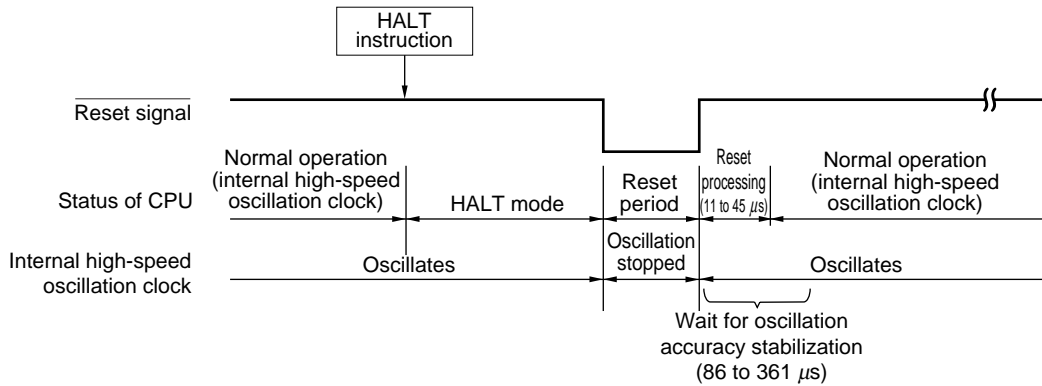 HALT
instruction
Reset signal
Normal operation
(internal high-speed
oscillation clock)
Status of CPU
HALT mode
Reset
period
Reset
processing
(11 to 45 μs)
Normal operation
(internal high-speed
oscillation clock)
Internal high-speed
oscillation clock
Oscillates
Oscillation
stopped
Oscillates
Wait for oscillation
accuracy stabilization
(86 to 361 μs)